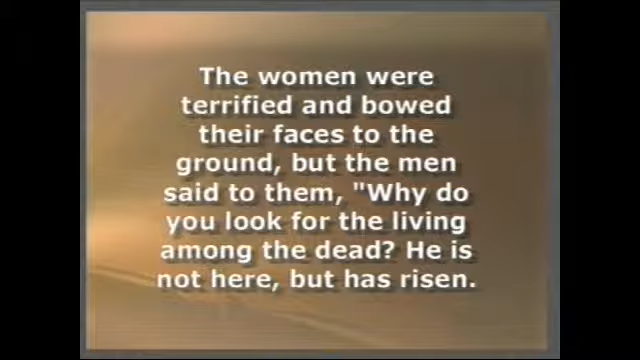 The women were
terrified and bowed
their faces to the
ground, but the men
said to them, "Why do
you look for the living
among the dead? He is
not here, but has risen.